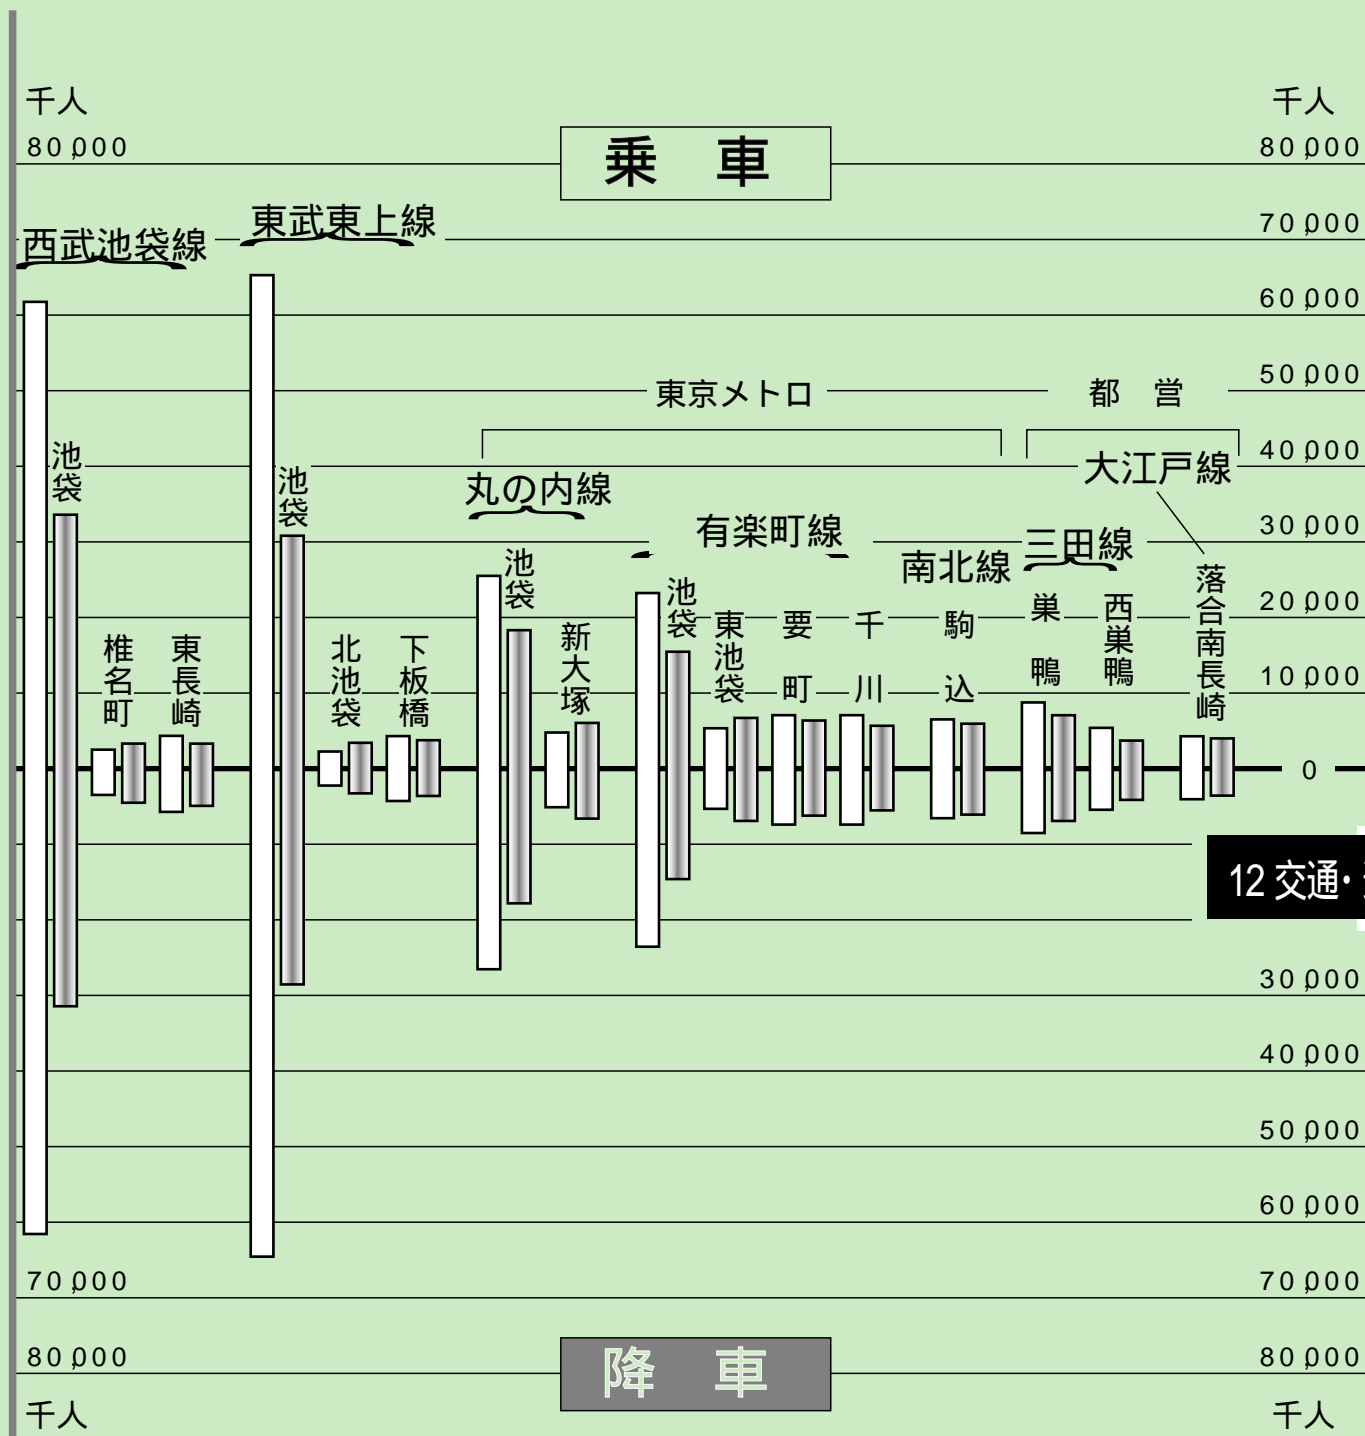 千人
千人
80,000
乗 車
80,000
東武東上線
西武池袋線
70,000
60,000
50,000
東京メトロ
都 営
40,000
池袋
池袋
丸の内線
大江戸線
30,000
有楽町線
三田線
南北線
池袋
池袋
20,000
椎名町
東長崎
北池袋
下板橋
新大塚
東池袋
要町
千川
駒込
巣鴨
西巣鴨
落合南長崎
10,000
0
12 交通・
30,000
40,000
50,000
60,000
70,000
70,000
80,000
降 車
80,000
千人
千人